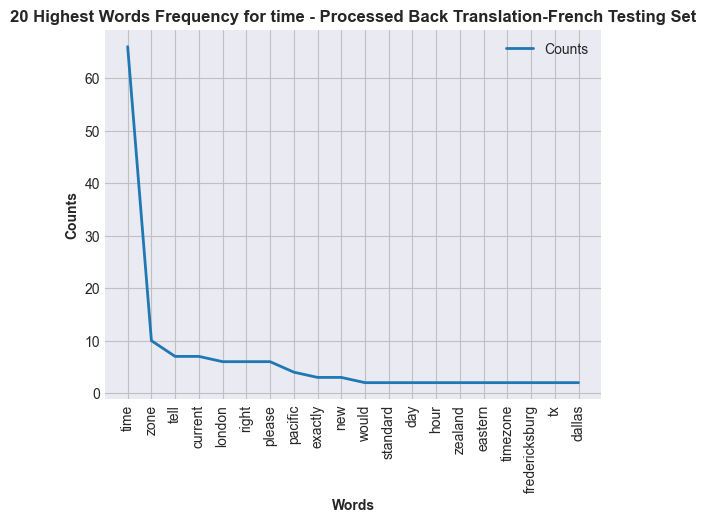 20 Highest Words Frequency for time - Processed Back Translation-French Testing Set
Counts
Counts
60
50
40
30
20
10
0
time
zone
tell
current
london
right
please
pacific
exactly
new
would
standard
day
hour
zealand
eastern
timezone
fredericksburg
tx
dallas
Words